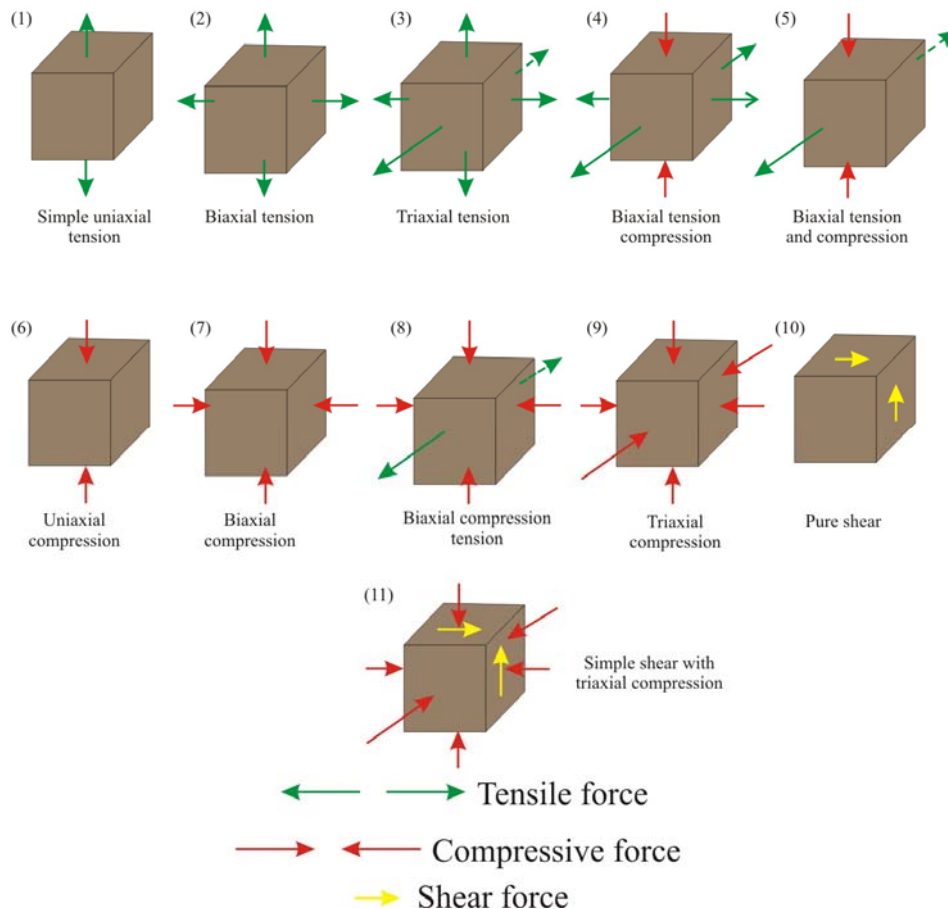 (1)
(2)
(3)
(4)
(5)
Simple uniaxial
tension
Biaxial tension
Triaxial tension
Biaxial tension
compression
Biaxial tension
and compression
(6)
(7)
(8)
(9)
(10)
Uniaxial
compression
Biaxial
compression
Biaxial compression
tension
Triaxial
compression
Pure shear
(11)
Simple shear with
triaxial compression
Tensile force
Compressive force
Shear force